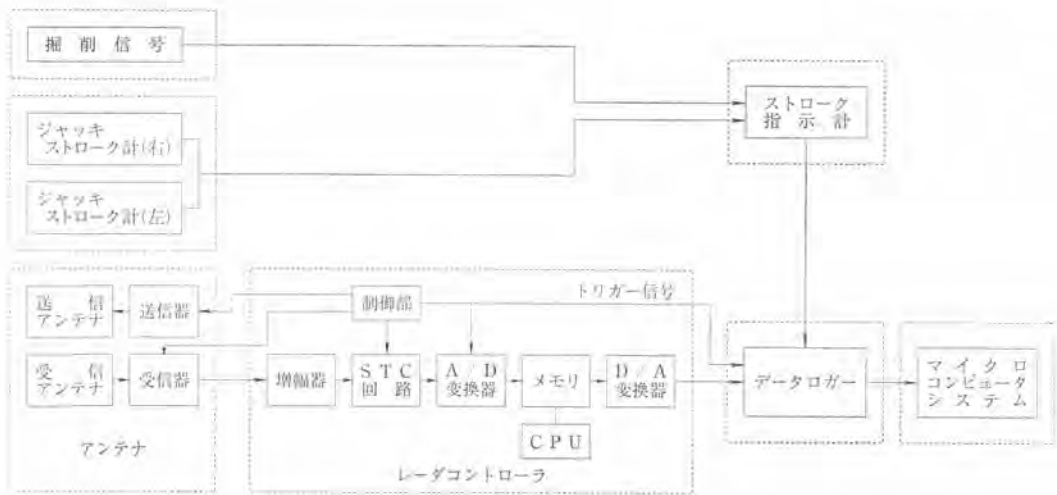 掘削信号
ジャッキ
ストローク計(右)
ジャッキ
ストローク計(左)
ストローク
指示計
送信
アンテナ
送信器
制御部
トリガー信号
受信
アンテナ
受信器
増幅器
STC
回路
A/D
変換器
メモリ
D/A
変換器
データロガー
マイクロ
コンピュータ
システム
CPU
アンテナ
レーダコントローラ